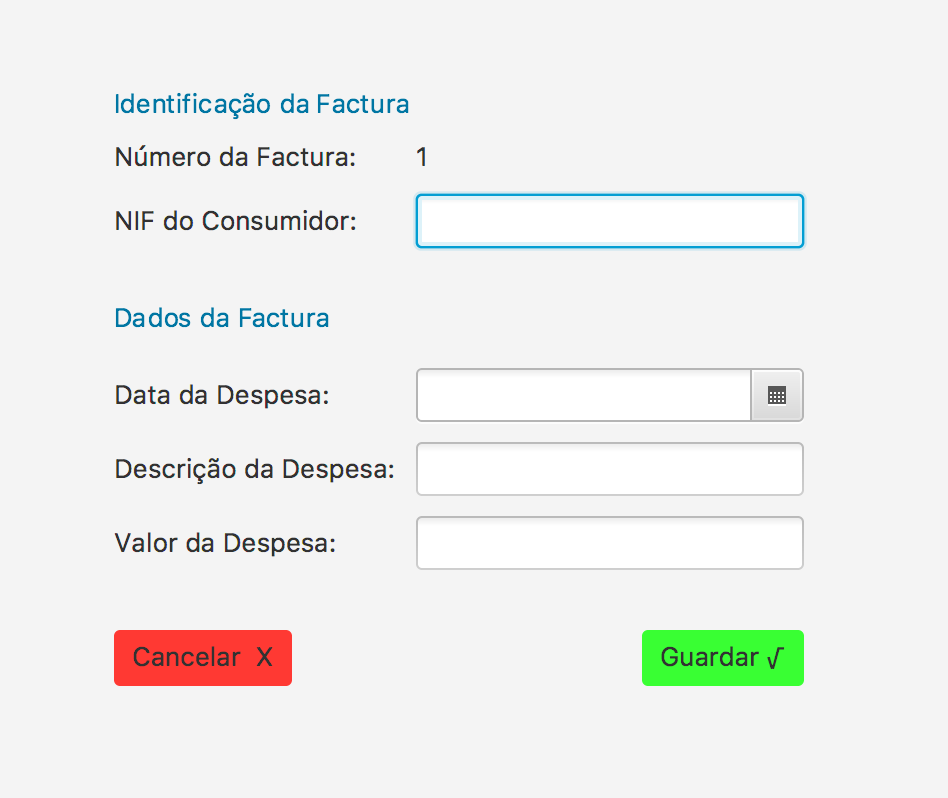 Identificação da Factura
Número da Factura: 1
NIF do Consumidor:
Dados da Factura
Data da Despesa:
Descrição da Despesa:
Valor da Despesa:
Cancelar X
Guardar √